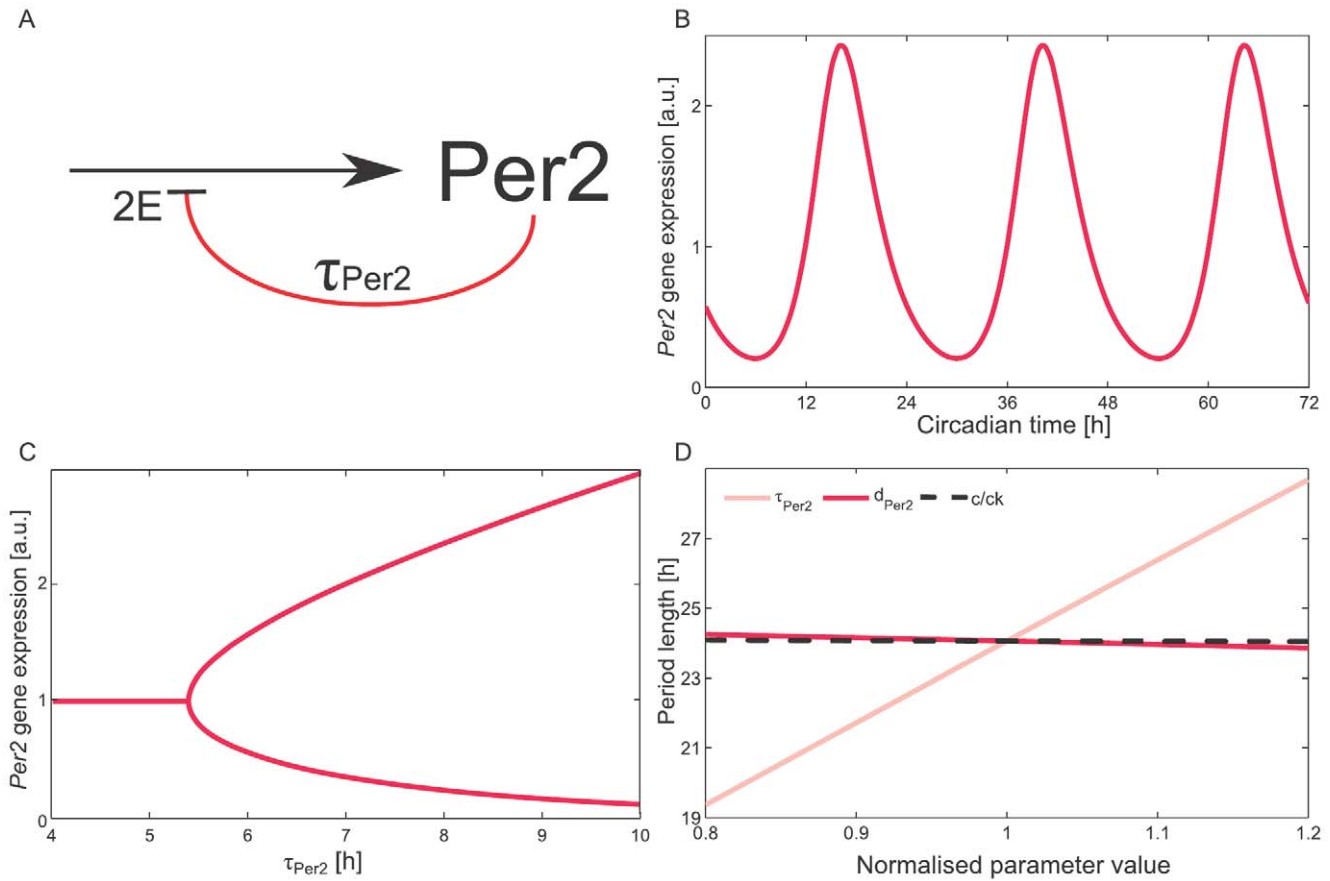 A
Per2
2E
τPer2
B
Per2 gene expression [a.u.]
2
1
0
0 12 24 36 48 60 72
Circadian time [h]
C
Per2 gene expression [a.u.]
2
1
0
4 5 6 7 8 9 10
τPer2 [h]
D
τPer2 dPer2 c/ck
Period length [h]
27
25
23
21
19
0.8 0.9 1 1.1 1.2
Normalised parameter value